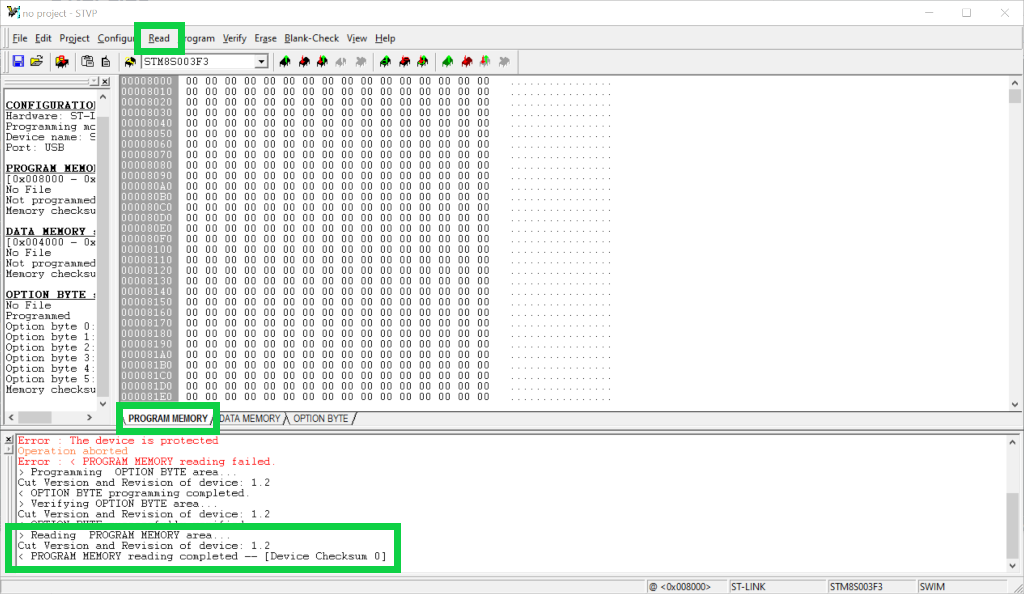 no project - STVP
File Edit Project Configu Read rogram Verify Erase Blank-Check View Help
STM8S003F3
CONFIGURATIO
Hardware: ST-L
Programming mo
Device name: S
Port: USB
PROGRAM MEMO
[0x008000 - 0x
No File
Not programmed
Memory checksu
DATA MEMORY :
[0x004000 - 0x
No File
Not programmed
Memory checksu
OPTION BYTE :
No File
Programmed
Option byte 0:
Option byte 1:
Option byte 2:
Option byte 3:
Option byte 4:
Option byte 5:
Memory checksu
00008000 00 00 00 00 00 00 00 00 00 00 00 00 00 00 00 00 ................
00008010 00 00 00 00 00 00 00 00 00 00 00 00 00 00 00 00 ................
00008020 00 00 00 00 00 00 00 00 00 00 00 00 00 00 00 00 ................
00008030 00 00 00 00 00 00 00 00 00 00 00 00 00 00 00 00 ................
00008040 00 00 00 00 00 00 00 00 00 00 00 00 00 00 00 00 ................
00008050 00 00 00 00 00 00 00 00 00 00 00 00 00 00 00 00 ................
00008060 00 00 00 00 00 00 00 00 00 00 00 00 00 00 00 00 ................
00008070 00 00 00 00 00 00 00 00 00 00 00 00 00 00 00 00 ................
00008080 00 00 00 00 00 00 00 00 00 00 00 00 00 00 00 00 ................
00008090 00 00 00 00 00 00 00 00 00 00 00 00 00 00 00 00 ................
000080A0 00 00 00 00 00 00 00 00 00 00 00 00 00 00 00 00 ................
000080B0 00 00 00 00 00 00 00 00 00 00 00 00 00 00 00 00 ................
000080C0 00 00 00 00 00 00 00 00 00 00 00 00 00 00 00 00 ................
000080D0 00 00 00 00 00 00 00 00 00 00 00 00 00 00 00 00 ................
000080E0 00 00 00 00 00 00 00 00 00 00 00 00 00 00 00 00 ................
000080F0 00 00 00 00 00 00 00 00 00 00 00 00 00 00 00 00 ................
00008100 00 00 00 00 00 00 00 00 00 00 00 00 00 00 00 00 ................
00008110 00 00 00 00 00 00 00 00 00 00 00 00 00 00 00 00 ................
00008120 00 00 00 00 00 00 00 00 00 00 00 00 00 00 00 00 ................
00008130 00 00 00 00 00 00 00 00 00 00 00 00 00 00 00 00 ................
00008140 00 00 00 00 00 00 00 00 00 00 00 00 00 00 00 00 ................
00008150 00 00 00 00 00 00 00 00 00 00 00 00 00 00 00 00 ................
00008160 00 00 00 00 00 00 00 00 00 00 00 00 00 00 00 00 ................
00008170 00 00 00 00 00 00 00 00 00 00 00 00 00 00 00 00 ................
00008180 00 00 00 00 00 00 00 00 00 00 00 00 00 00 00 00 ................
00008190 00 00 00 00 00 00 00 00 00 00 00 00 00 00 00 00 ................
000081A0 00 00 00 00 00 00 00 00 00 00 00 00 00 00 00 00 ................
000081B0 00 00 00 00 00 00 00 00 00 00 00 00 00 00 00 00 ................
000081C0 00 00 00 00 00 00 00 00 00 00 00 00 00 00 00 00 ................
000081D0 00 00 00 00 00 00 00 00 00 00 00 00 00 00 00 00 ................
000081E0 00 00 00 00 00 00 00 00 00 00 00 00 00 00 00 00 ................
PROGRAM MEMORY DATA MEMORY OPTION BYTE
Error : The device is protected
Operation aborted
Error : < PROGRAM MEMORY reading failed.
> Programming OPTION BYTE area...
Cut Version and Revision of device: 1.2
< OPTION BYTE programming completed.
> Verifying OPTION BYTE area...
Cut Version and Revision of device: 1.2
> Reading PROGRAM MEMORY area...
Cut Version and Revision of device: 1.2
< PROGRAM MEMORY reading completed -- [Device Checksum 0]
@ <0x008000> ST-LINK STM8S003F3 SWIM